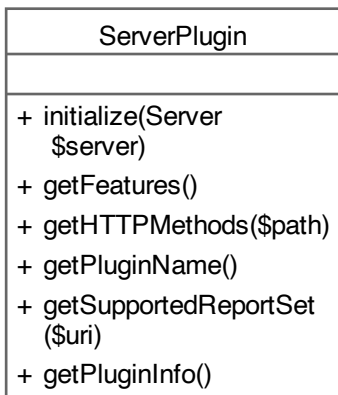 ServerPlugin
+ initialize(Server
$server)
+ getFeatures()
+ getHTTPMethods($path)
+ getPluginName()
+ getSupportedReportSet
($uri)
+ getPluginInfo()